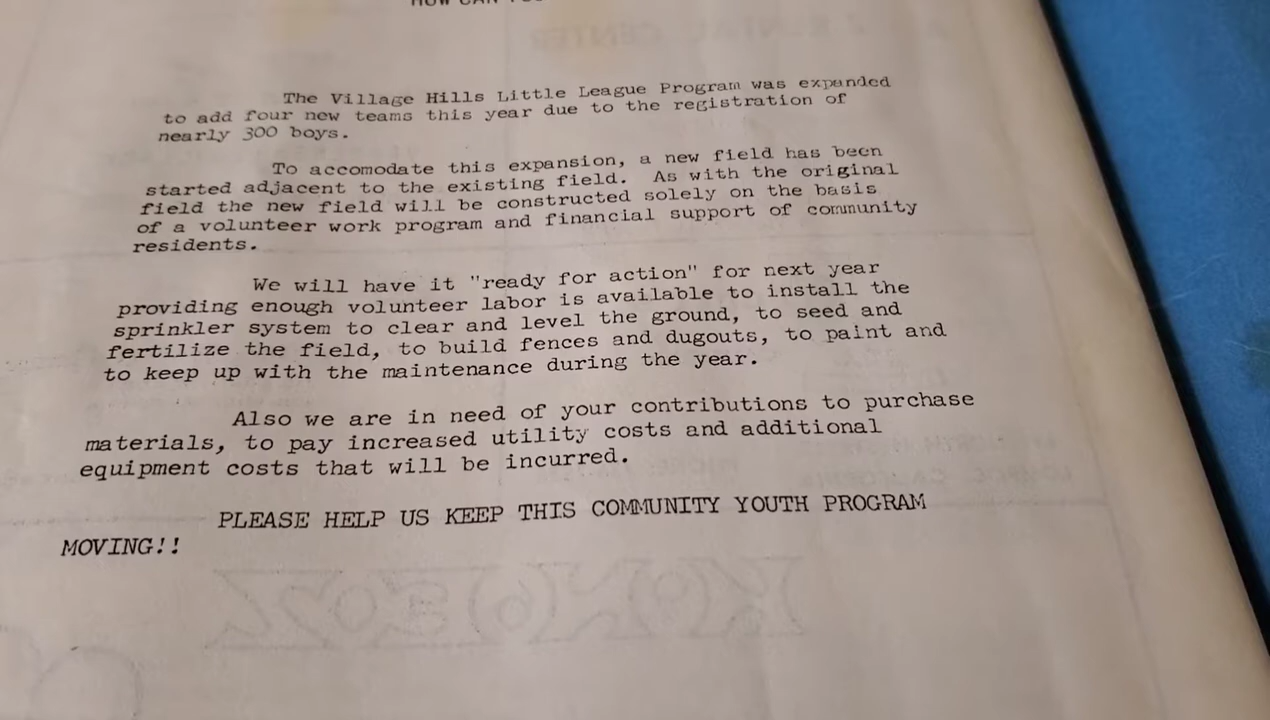 HOW CAN YOU
The Village Hills Little League Program was expanded
to add four new teams this year due to the registration of
nearly 300 boys.
To accomodate this expansion, a new field has been
started adjacent to the existing field. As with the original
field the new field will be constructed solely on the basis
of a volunteer work program and financial support of community
residents.
We will have it "ready for action" for next year
providing enough volunteer labor is available to install the
sprinkler system to clear and level the ground, to seed and
fertilize the field, to build fences and dugouts, to paint and
to keep up with the maintenance during the year.
Also we are in need of your contributions to purchase
materials, to pay increased utility costs and additional
equipment costs that will be incurred.
PLEASE HELP US KEEP THIS COMMUNITY YOUTH PROGRAM
MOVING!!